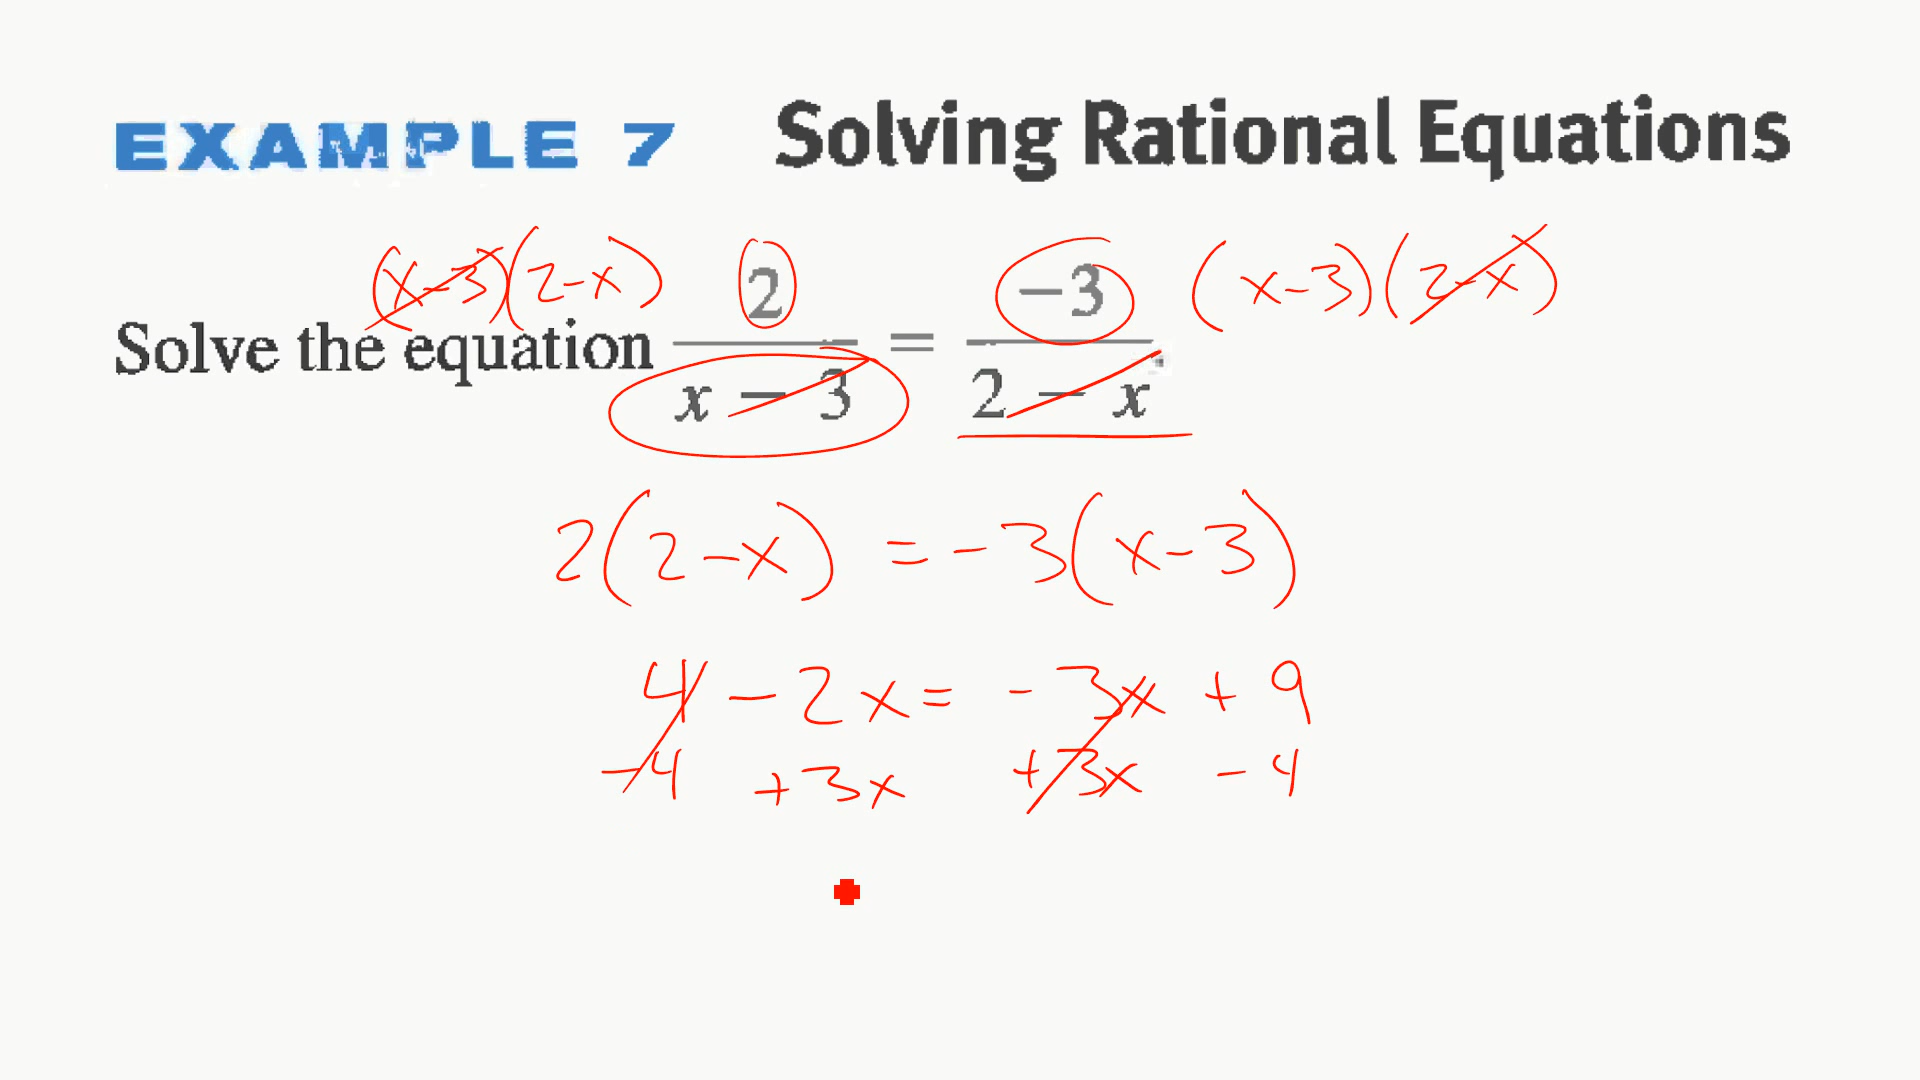 EXAMPLE 7 Solving Rational Equations
(x-3)(2-x) 2 = -3 (x-3)(2-x)
Solve the equation x - 3 2 - x.
2(2-x) = -3(x-3)
4 - 2x = - 3x + 9
-4 +3x +3x - 4